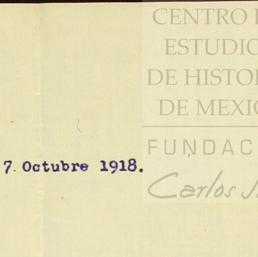 CENTRO
ESTUDIO
DE HISTOR
DE MEXIC
FUNDAC
7 Octubre 1918.
Carlos